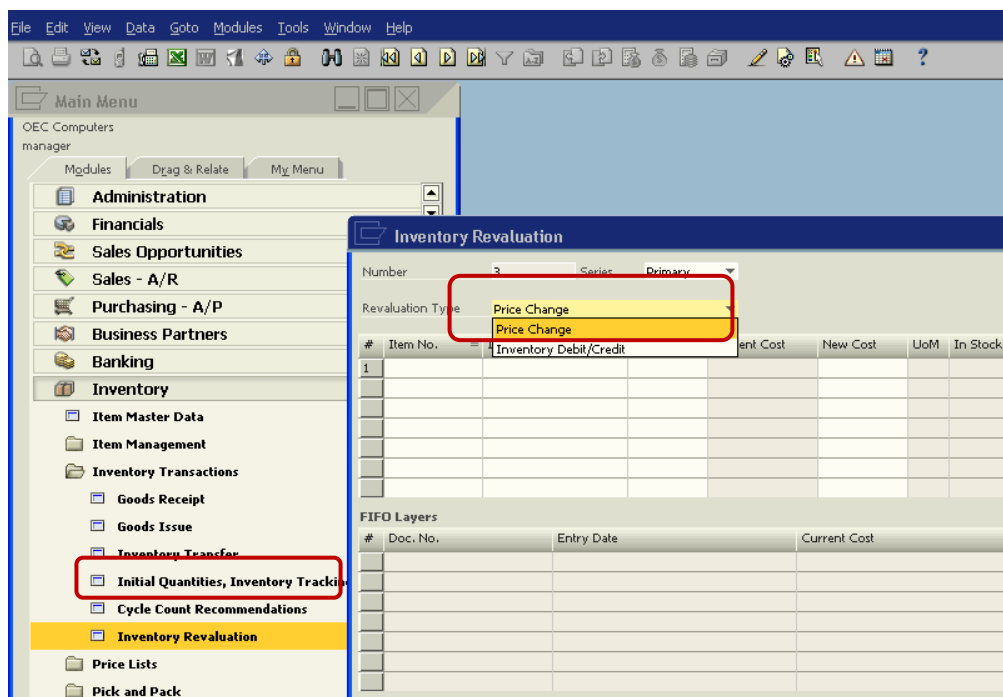 File Edit View Data Goto Modules Tools Window Help
Main Menu
OEC Computers
manager
Modules Drag & Relate My Menu
Administration
Financials
Sales Opportunities
Sales - A/R
Purchasing - A/P
Business Partners
Banking
Inventory
Item Master Data
Item Management
Inventory Transactions
Goods Receipt
Goods Issue
Inventory Transfer
Initial Quantities, Inventory Trackin
Cycle Count Recommendations
Inventory Revaluation
Price Lists
Pick and Pack
Inventory Revaluation
Number 3 Series Primary
Revaluation Type Price Change
Price Change
Inventory Debit/Credit
# Item No. ent Cost New Cost UoM In Stock
1
FIFO Layers
# Doc. No. Entry Date Current Cost